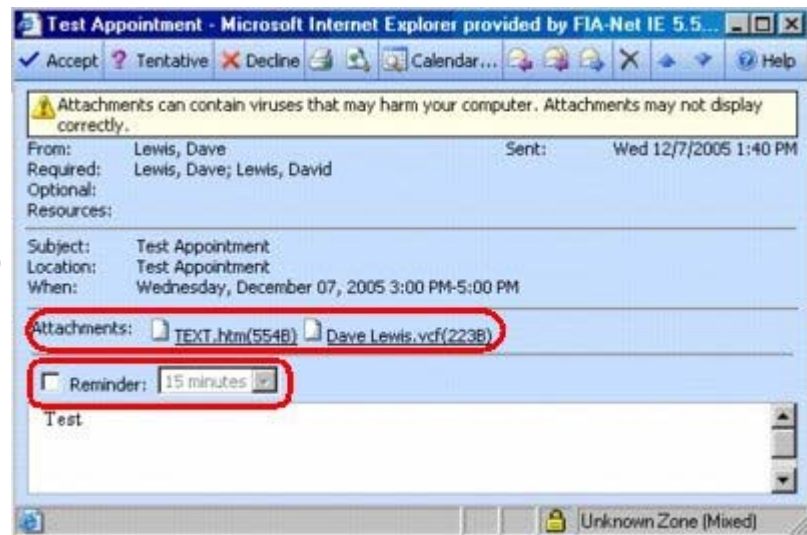 Test Appointment - Microsoft Internet Explorer provided by FIA-Net IE 5.5...
Accept ? Tentative Decline Calendar... Help
Attachments can contain viruses that may harm your computer. Attachments may not display
correctly.
From: Lewis, Dave Sent: Wed 12/7/2005 1:40 PM
Required: Lewis, Dave; Lewis, David
Optional:
Resources:
Subject: Test Appointment
Location: Test Appointment
When: Wednesday, December 07, 2005 3:00 PM-5:00 PM
Attachments: TEXT.htm(554B) Dave Lewis.vcf(223B)
Reminder: 15 minutes
Test
Unknown Zone (Mixed)